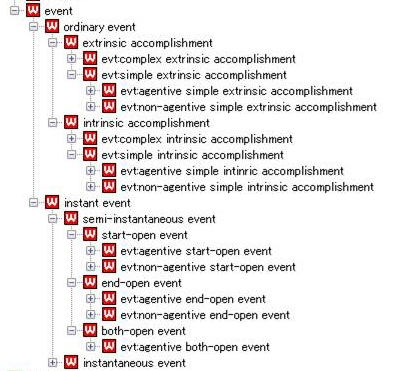 event
ordinary event
extrinsic accomplishment
evt:complex extrinsic accomplishment
evt:simple extrinsic accomplishment
evt:agentive simple extrinsic accomplishment
evt:non-agentive simple extrinsic accomplishment
intrinsic accomplishment
evt:complex intrinsic accomplishment
evt:simple intrinsic accomplishment
evt:agentive simple intinric accomplishment
evt:non-agentive simple intrinsic accomplishment
instant event
semi-instantaneous event
start-open event
evt:agentive start-open event
evt:non-agentive start-open event
end-open event
evt:agentive end-open event
evt:non-agentive end-open event
both-open event
evt:agentive both-open event
instantaneous event